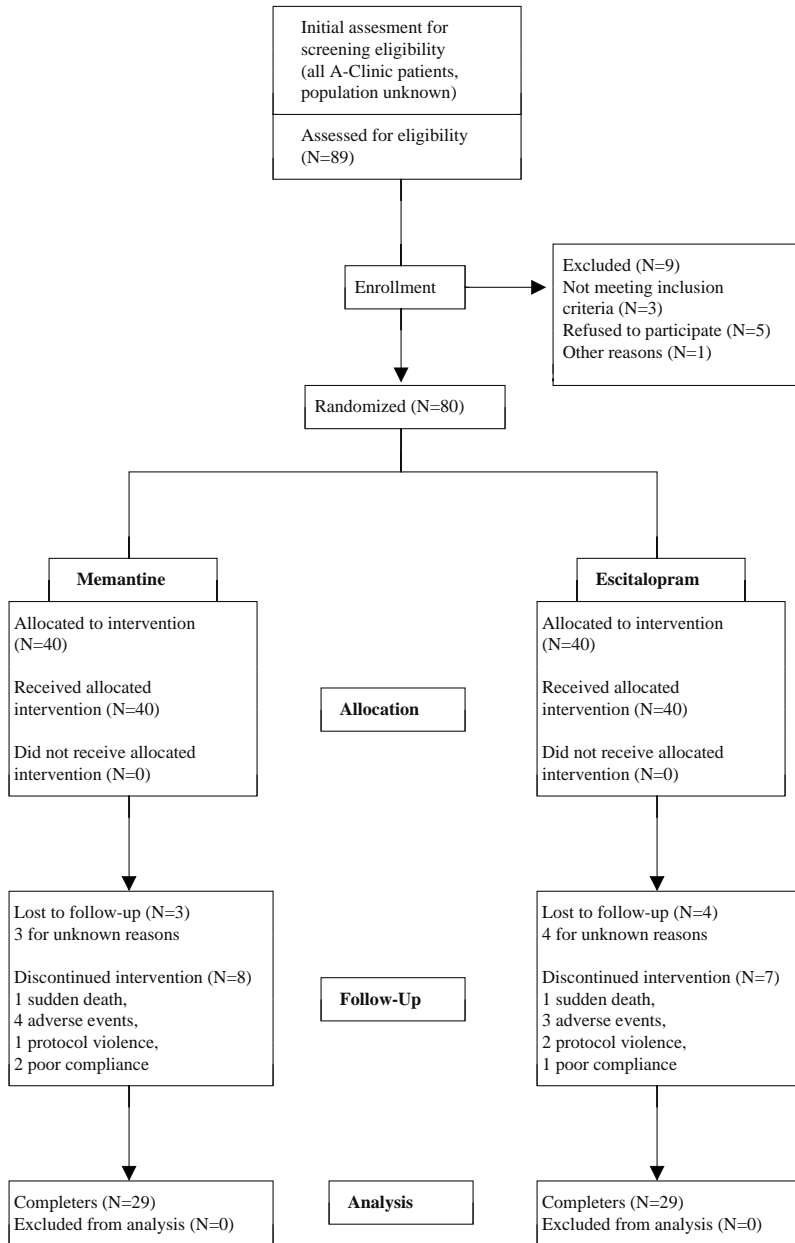 Initial assesment for
screening eligibility
(all A-Clinic patients,
population unknown)
Assessed for eligibility
(N=89)
Enrollment
Excluded (N=9)
Not meeting inclusion
criteria (N=3)
Refused to participate (N=5)
Other reasons (N=1)
Randomized (N=80)
Memantine
Allocated to intervention
(N=40)
Received allocated
intervention (N=40)
Did not receive allocated
intervention (N=0)
Allocation
Escitalopram
Allocated to intervention
(N=40)
Received allocated
intervention (N=40)
Did not receive allocated
intervention (N=0)
Lost to follow-up (N=3)
3 for unknown reasons
Discontinued intervention (N=8)
1 sudden death,
4 adverse events,
1 protocol violence,
2 poor compliance
Follow-Up
Lost to follow-up (N=4)
4 for unknown reasons
Discontinued intervention (N=7)
1 sudden death,
3 adverse events,
2 protocol violence,
1 poor compliance
Completers (N=29)
Excluded from analysis (N=0)
Analysis
Completers (N=29)
Excluded from analysis (N=0)